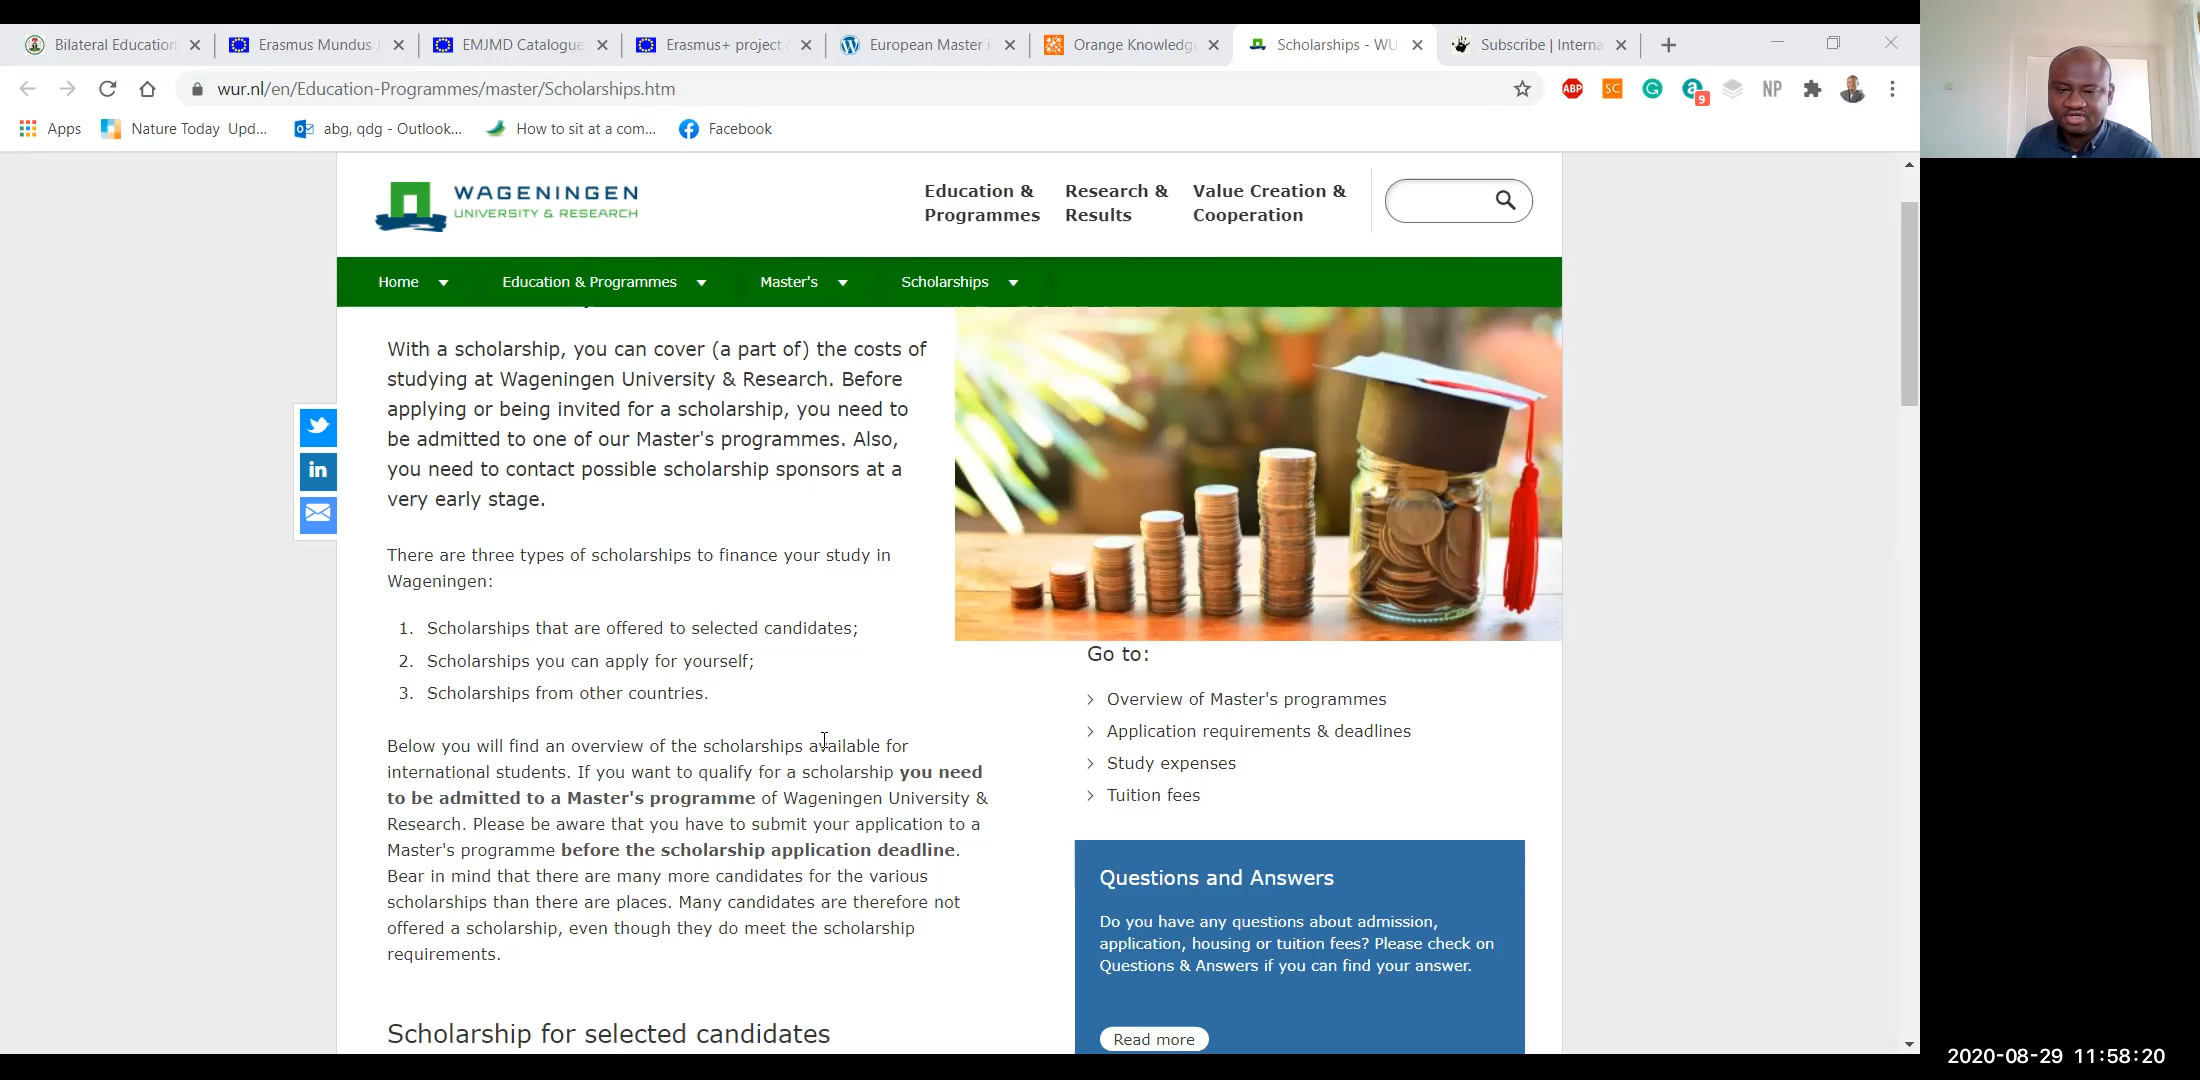 Bilateral Education
Erasmus Mundus J
EMJMD Catalogue
Erasmus+ project
European Master i
Orange Knowledg
Scholarships - WU
Subscribe | Interna
wur.nl/en/Education-Programmes/master/Scholarships.htm
ABP
SC
G
a
9
NP
Apps
Nature Today Upd...
abg, qdg - Outlook...
How to sit at a com...
Facebook
WAGENINGEN
UNIVERSITY & RESEARCH
Education &
Programmes
Research &
Results
Value Creation &
Cooperation
Home
Education & Programmes
Master's
Scholarships
With a scholarship, you can cover (a part of) the costs of
studying at Wageningen University & Research. Before
applying or being invited for a scholarship, you need to
be admitted to one of our Master's programmes. Also,
you need to contact possible scholarship sponsors at a
very early stage.
in
There are three types of scholarships to finance your study in
Wageningen:
1. Scholarships that are offered to selected candidates;
2. Scholarships you can apply for yourself;
3. Scholarships from other countries.
Below you will find an overview of the scholarships available for
international students. If you want to qualify for a scholarship you need
to be admitted to a Master's programme of Wageningen University &
Research. Please be aware that you have to submit your application to a
Master's programme before the scholarship application deadline.
Bear in mind that there are many more candidates for the various
scholarships than there are places. Many candidates are therefore not
offered a scholarship, even though they do meet the scholarship
requirements.
Scholarship for selected candidates
Go to:
Overview of Master's programmes
Application requirements & deadlines
Study expenses
Tuition fees
Questions and Answers
Do you have any questions about admission,
application, housing or tuition fees? Please check on
Questions & Answers if you can find your answer.
Read more
2020-08-29 11:58:20